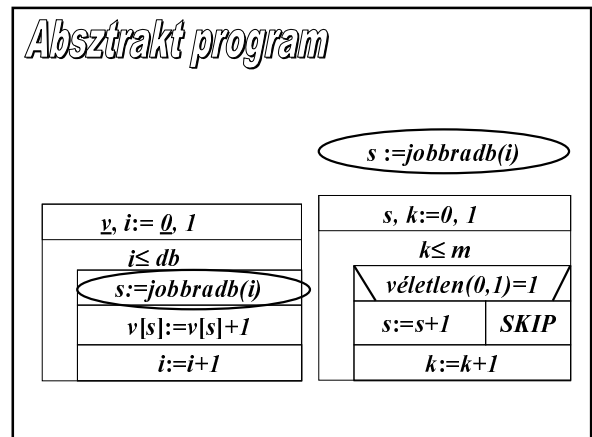 Absztrakt program
s :=jobbradb(i)
v, i:= 0, 1
i≤ db
s:=jobbradb(i)
v[s]:=v[s]+1
i:=i+1
s, k:=0, 1
k≤ m
véletlen(0,1)=1
s:=s+1 SKIP
k:=k+1